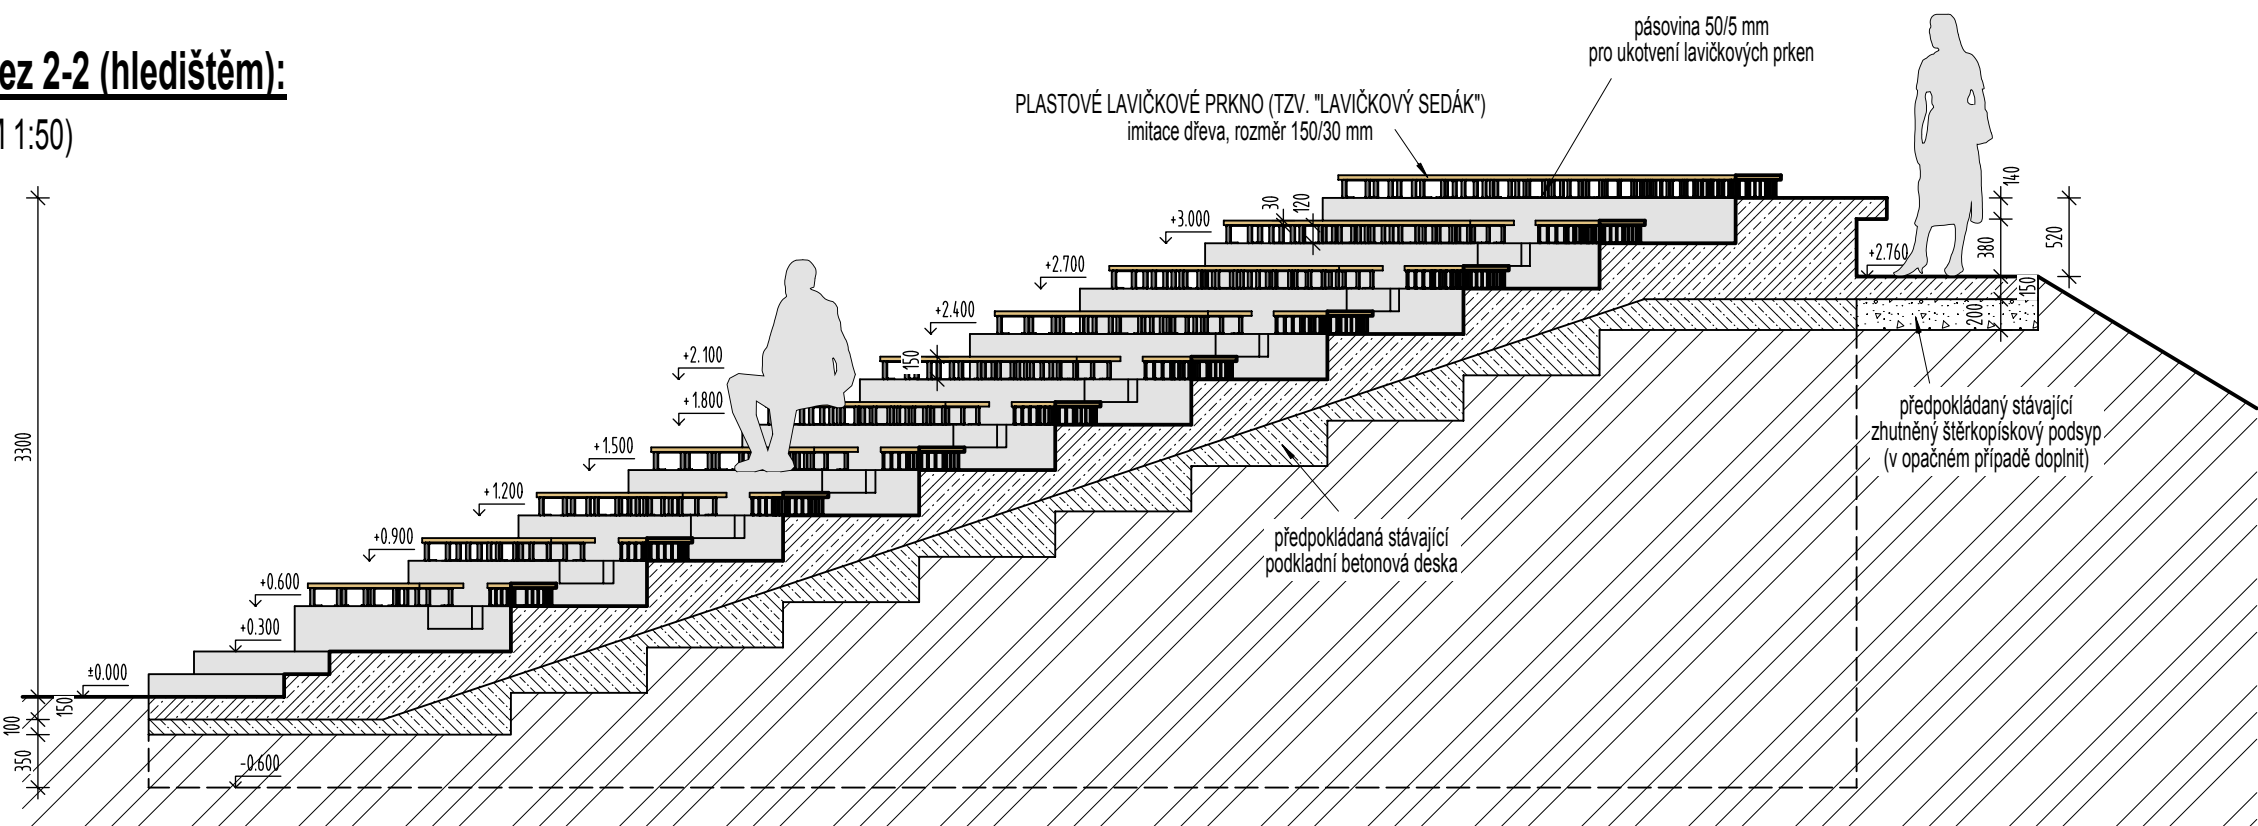 ez 2-2 (hledištěm):
1:50)
pásovina 50/5 mm
pro ukotvení lavičkových prken
PLASTOVÉ LAVIČKOVÉ PRKNO (TZV. "LAVIČKOVÝ SEDÁK")
imitace dřeva, rozměr 150/30 mm
+3.000
30
120
140
380
520
+2.760
150
200
+2.700
+2.400
+2.100
150
+1.800
+1.500
+1.200
+0.900
+0.600
+0.300
±0.000
-0.600
3300
150
100
350
předpokládaný stávající
zhutněný štěrkopískový podsyp
(v opačném případě doplnit)
předpokládaná stávající
podkladní betonová deska